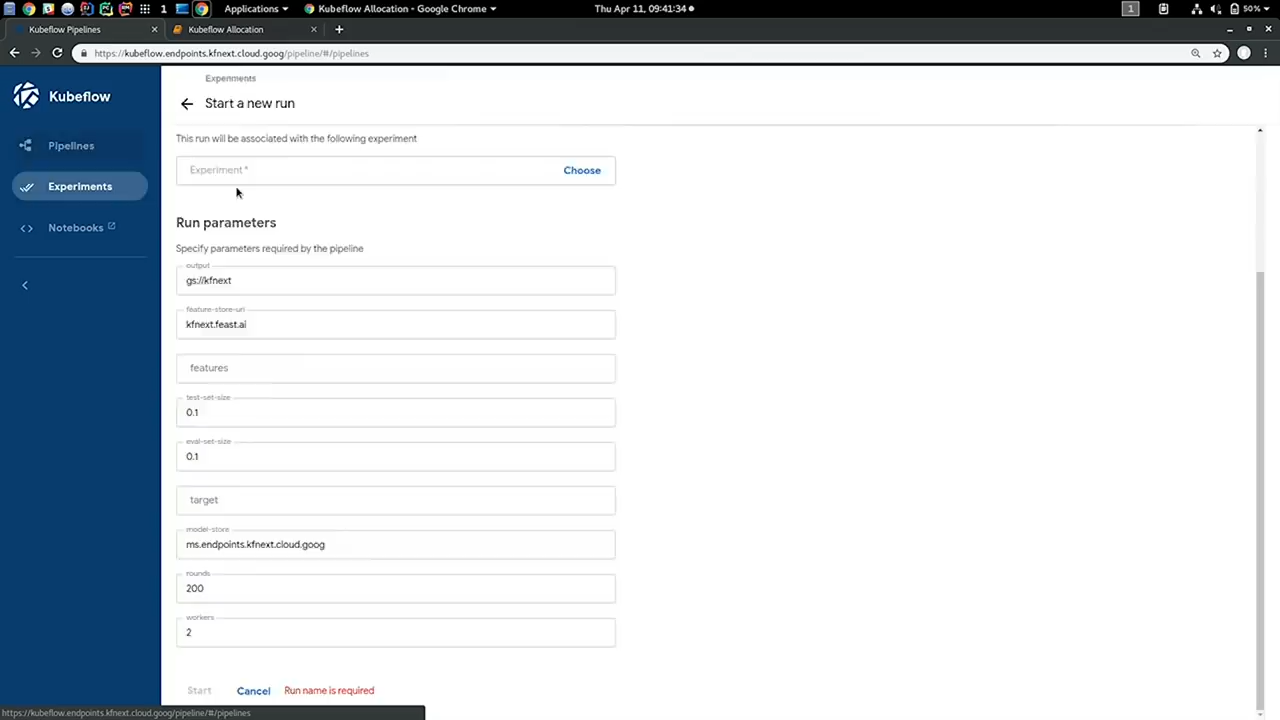 Applications
Kubeflow Allocation - Google Chrome
Thu Apr 11, 09:41:34
1
50%
Kubeflow Pipelines
Kubeflow Allocation
https://kubeflow.endpoints.kfnext.cloud.goog/pipeline/#/pipelines
Kubeflow
Pipelines
Experiments
Notebooks
Experiments
Start a new run
This run will be associated with the following experiment
Experiment*
Choose
Run parameters
Specify parameters required by the pipeline
output
gs://kfnext
feature-store-url
kfnext.feast.ai
features
test-set-size
0.1
eval-set-size
0.1
target
model-store
ms.endpoints.kfnext.cloud.goog
rounds
200
workers
2
Start
Cancel
Run name is required
https://kubeflow.endpoints.kfnext.cloud.goog/pipeline/#/pipelines